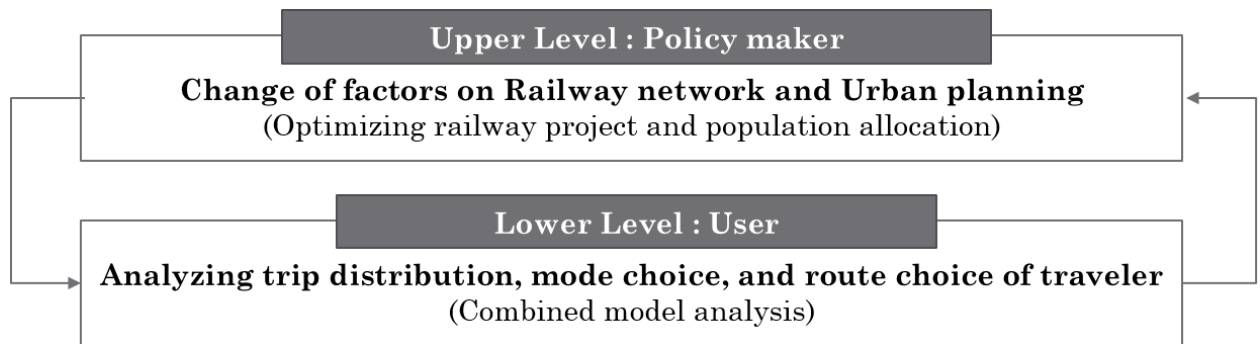 Upper Level : Policy maker
Change of factors on Railway network and Urban planning
(Optimizing railway project and population allocation)
Lower Level : User
Analyzing trip distribution, mode choice, and route choice of traveler
(Combined model analysis)